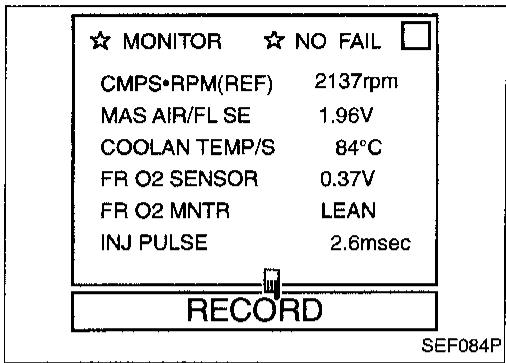 ☆ MONITOR ☆ NO FAIL
CMPS•RPM(REF) 2137rpm
MAS AIR/FL SE 1.96V
COOLAN TEMP/S 84°C
FR O2 SENSOR 0.37V
FR O2 MNTR LEAN
INJ PULSE 2.6msec
RECORD
SEF084P